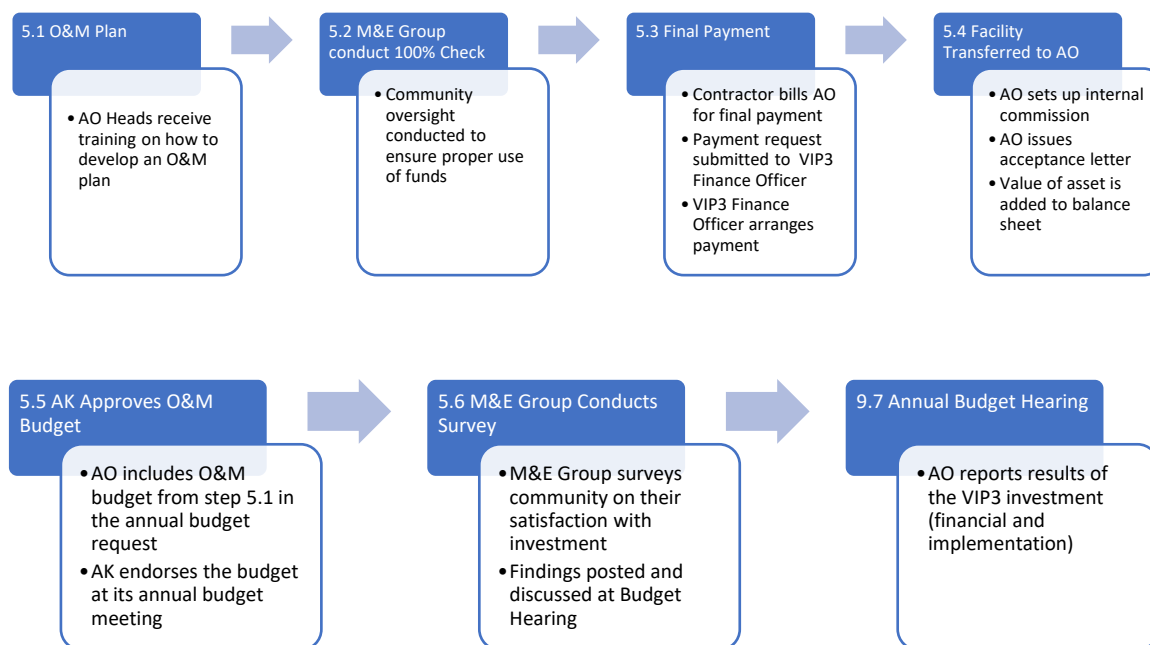 5.1 O&M Plan
• AO Heads receive
training on how to
develop an O&M
plan
5.2 M&E Group
conduct 100% Check
• Community
oversight
conducted to
ensure proper use
of funds
5.3 Final Payment
• Contractor bills AO
for final payment
• Payment request
submitted to VIP3
Finance Officer
• VIP3 Finance
Officer arranges
payment
5.4 Facility
Transferred to AO
• AO sets up internal
commission
• AO issues
acceptance letter
• Value of asset is
added to balance
sheet
5.5 AK Approves O&M
Budget
•AO includes O&M
budget from step 5.1 in
the annual budget
request
•AK endorses the budget
at its annual budget
meeting
5.6 M&E Group Conducts
Survey
•M&E Group surveys
community on their
satisfaction with
investment
•Findings posted and
discussed at Budget
Hearing
9.7 Annual Budget Hearing
•AO reports results of
the VIP3 investment
(financial and
implementation)